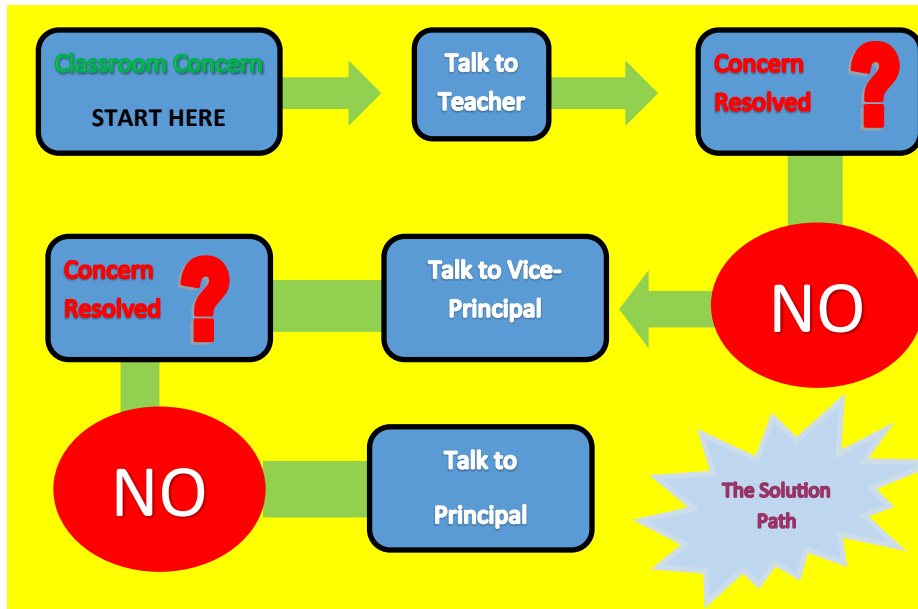 Classroom Concern
START HERE
Talk to
Teacher
Concern
Resolved
?
NO
Talk to Vice-
Principal
Concern
Resolved
?
NO
Talk to
Principal
The Solution
Path